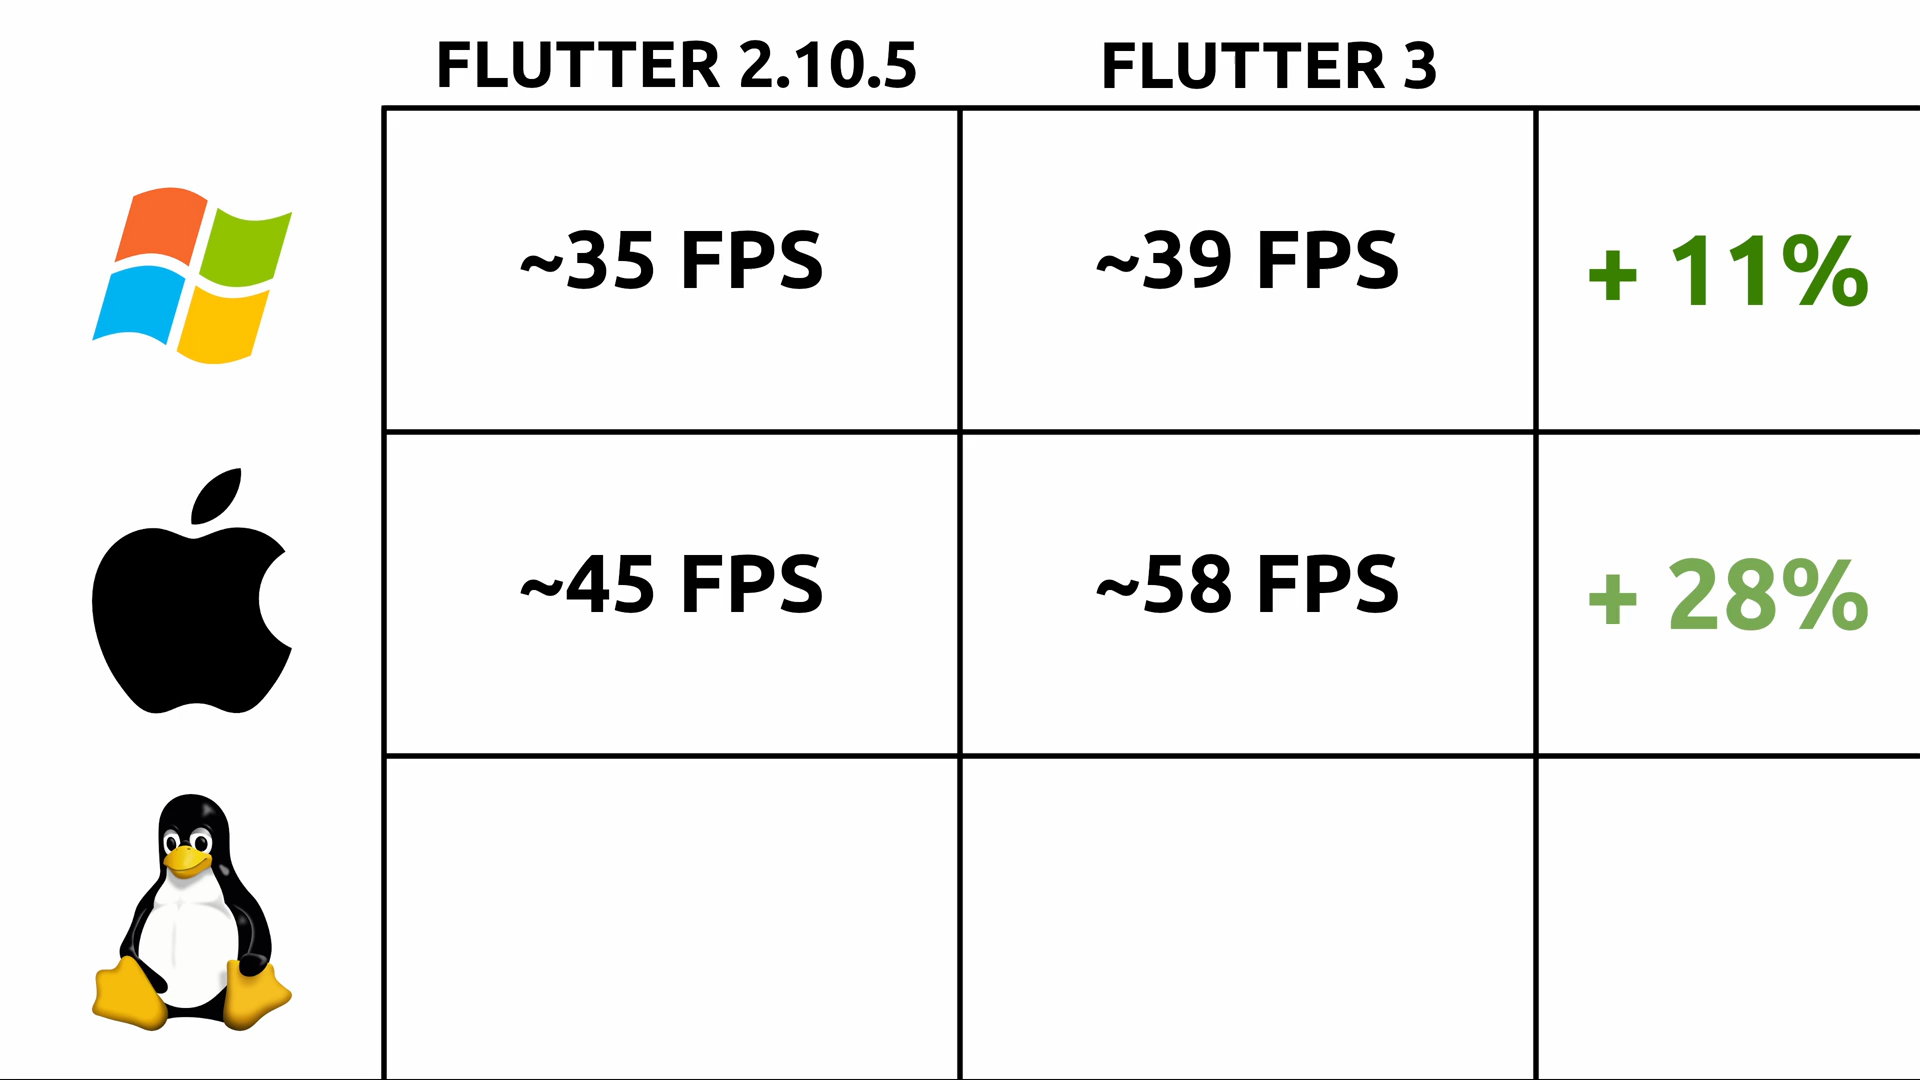 FLUTTER 2.10.5 FLUTTER 3
~35 FPS ~39 FPS + 11%
~45 FPS ~58 FPS + 28%